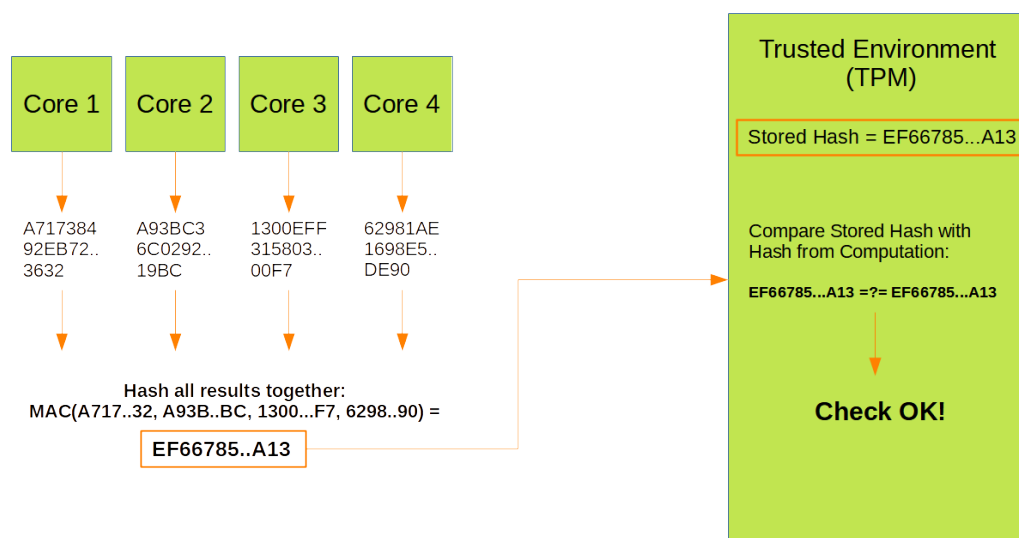 Core 1
Core 2
Core 3
Core 4
A717384
92EB72..
3632
A93BC3
6C0292..
19BC
1300EFF
315803..
00F7
62981AE
1698E5..
DE90
Hash all results together:
MAC(A717..32, A93B..BC, 1300...F7, 6298..90) =
EF66785..A13
Trusted Environment
(TPM)
Stored Hash = EF66785...A13
Compare Stored Hash with
Hash from Computation:
EF66785...A13 =?= EF66785...A13
Check OK!